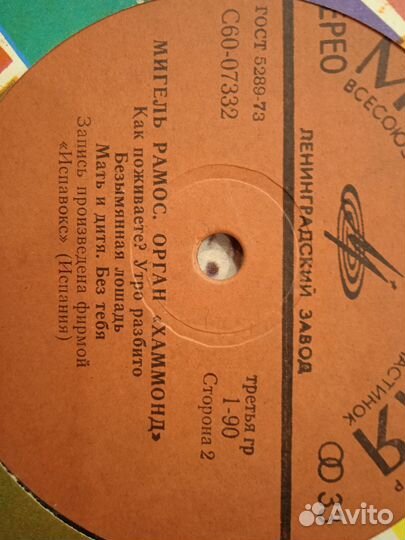 ЛЕНИНГРАДСКИЙ ЗАВОД
ГОСТ 5289-73
С60-07332
третья гр
1-90
Сторона 2
МИГЕЛЬ РАМОС. ОРГАН «ХАММОНД»
Как поживаете? Утро разбито
Безымянная лошадь
Мать и дитя. Без тебя
Запись произведена фирмой
«Испавокс» (Испания)
Avito